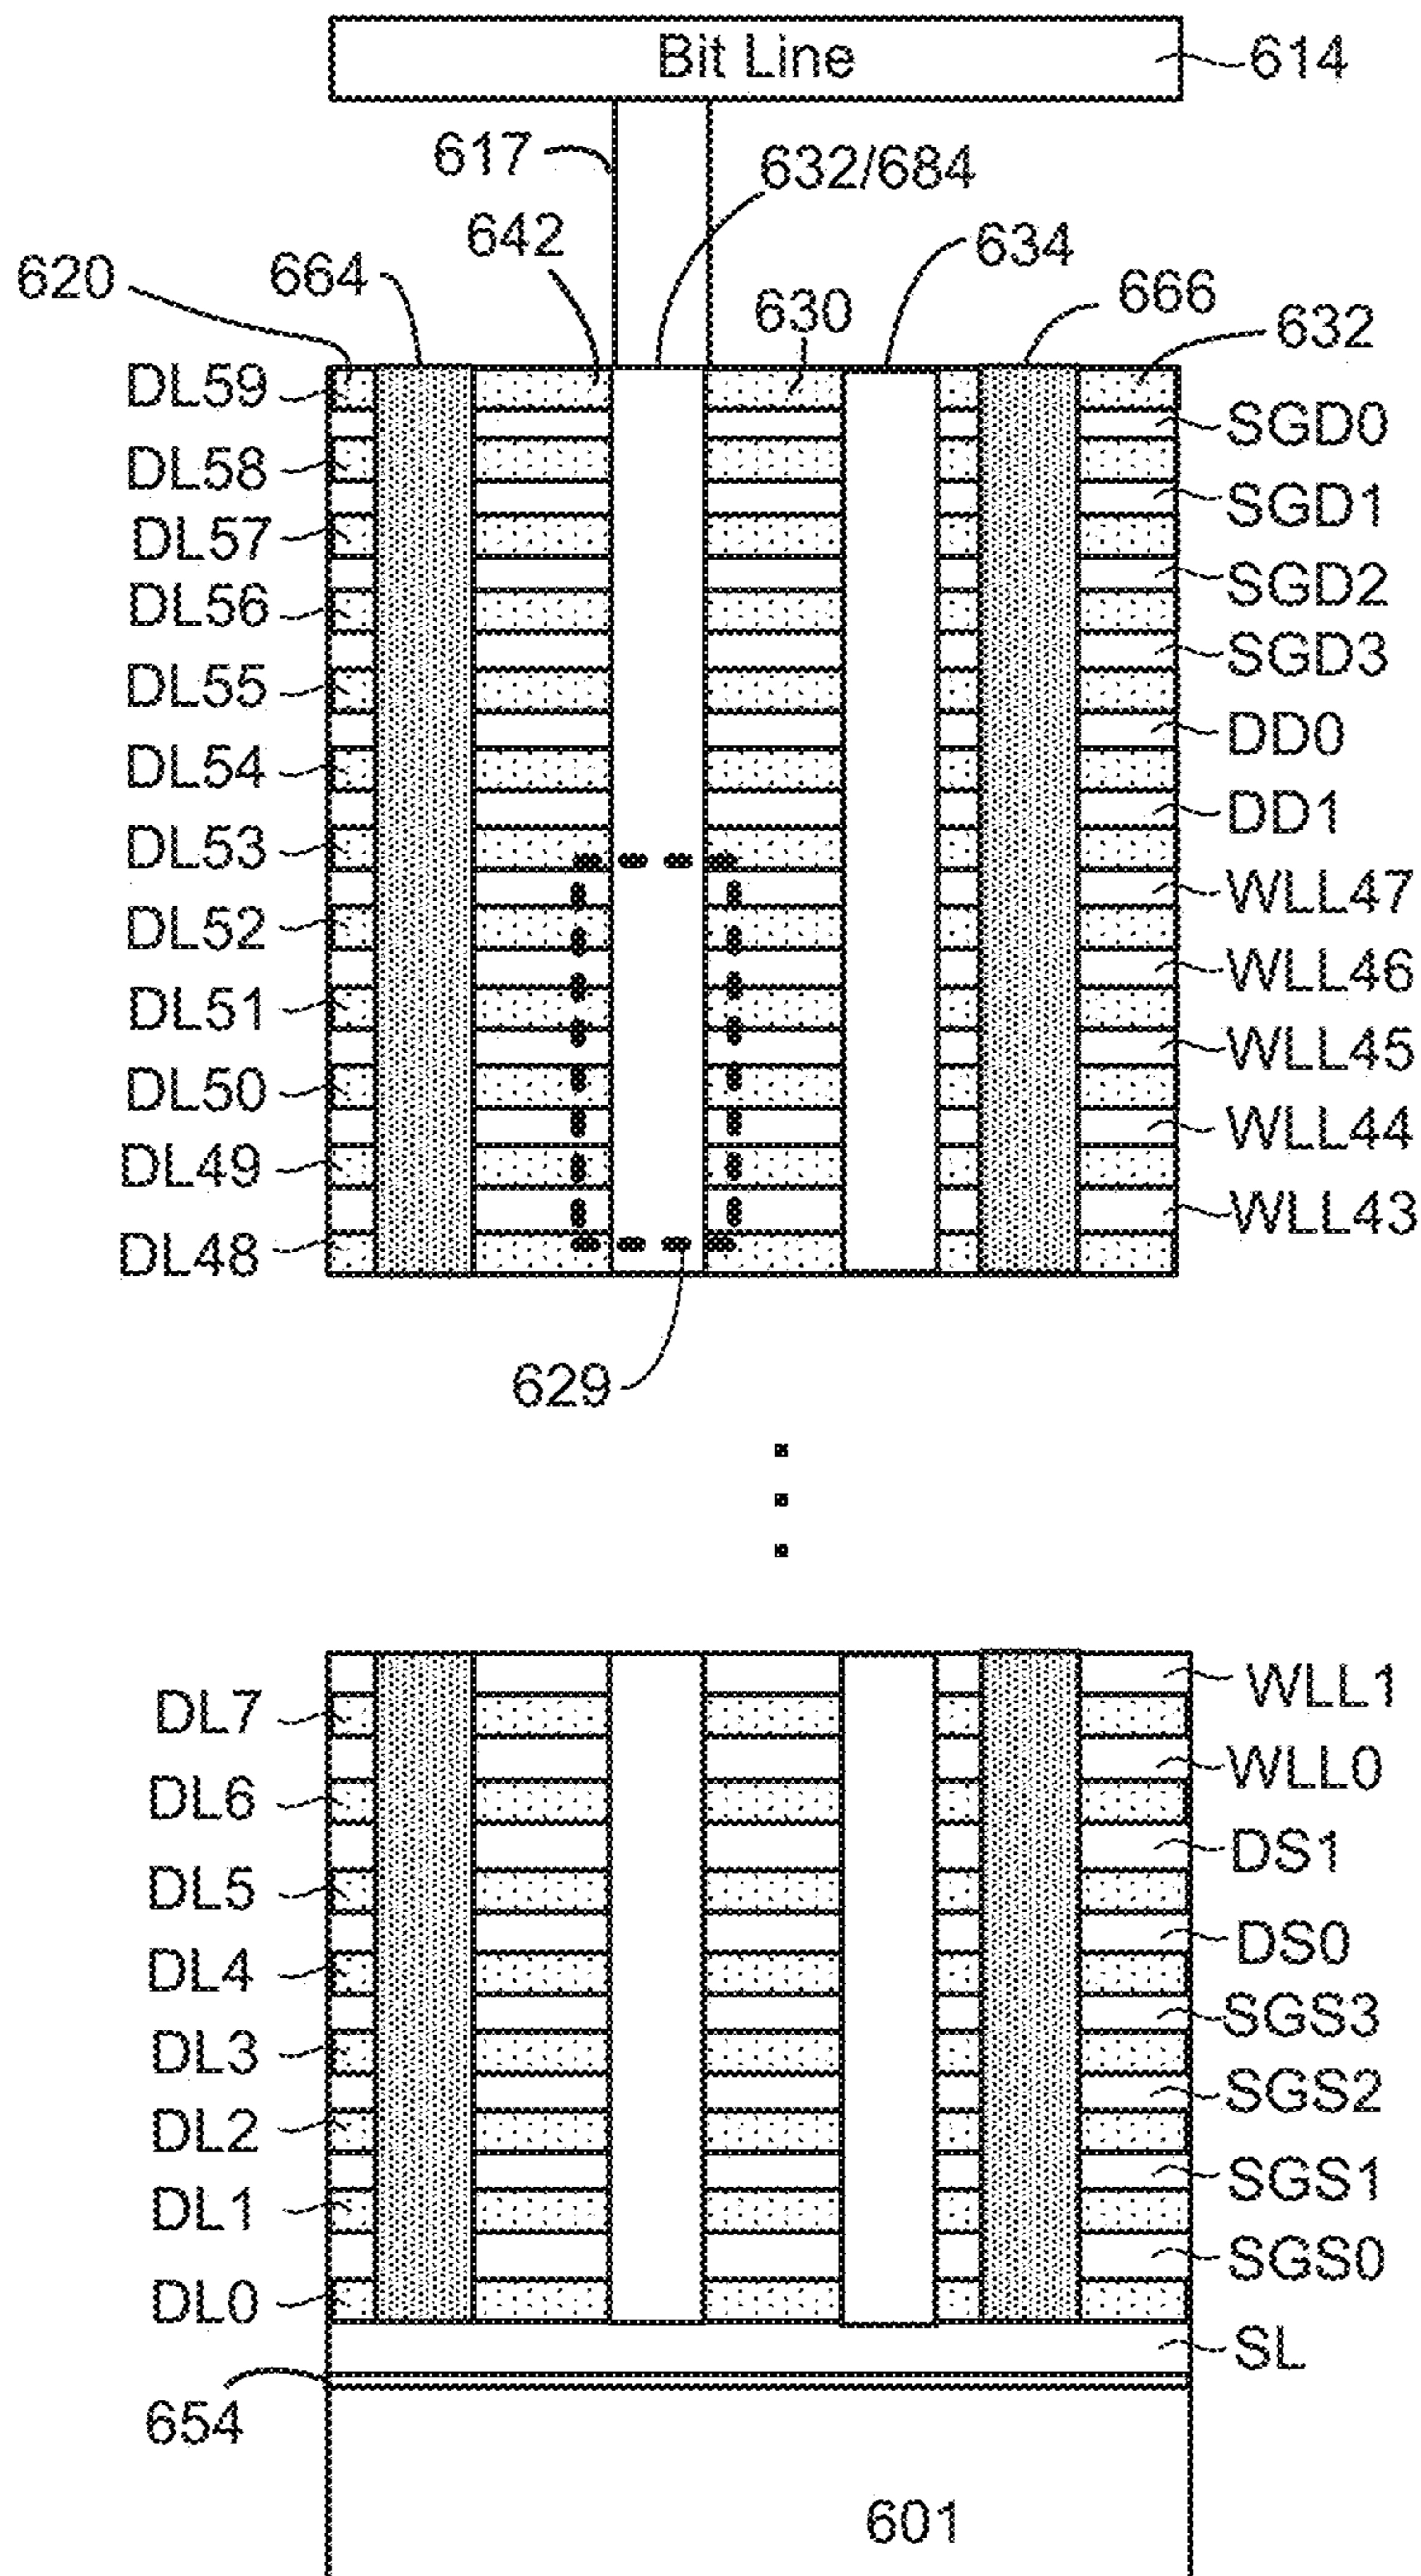 Bit Line
614
617
632/684
642
634
620
664
630
666
632
DL59
SGD0
DL58
SGD1
DL57
SGD2
DL56
SGD3
DL55
DD0
DL54
DD1
DL53
WLL47
DL52
WLL46
DL51
WLL45
DL50
WLL44
DL49
WLL43
DL48
629
WLL1
DL7
WLL0
DL6
DS1
DL5
DS0
DL4
SGS3
DL3
SGS2
DL2
SGS1
DL1
SGS0
DL0
SL
654
601